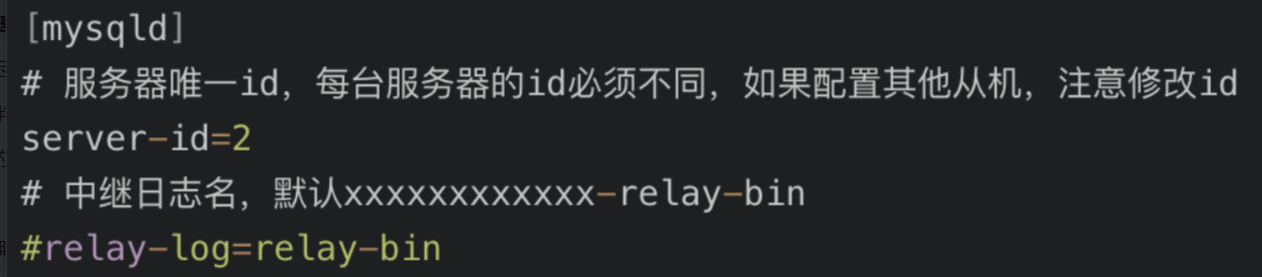 [mysqld]
# 服务器唯一id，每台服务器的id必须不同，如果配置其他从机，注意修改id
server-id=2
# 中继日志名，默认xxxxxxxxxxxx-relay-bin
#relay-log=relay-bin